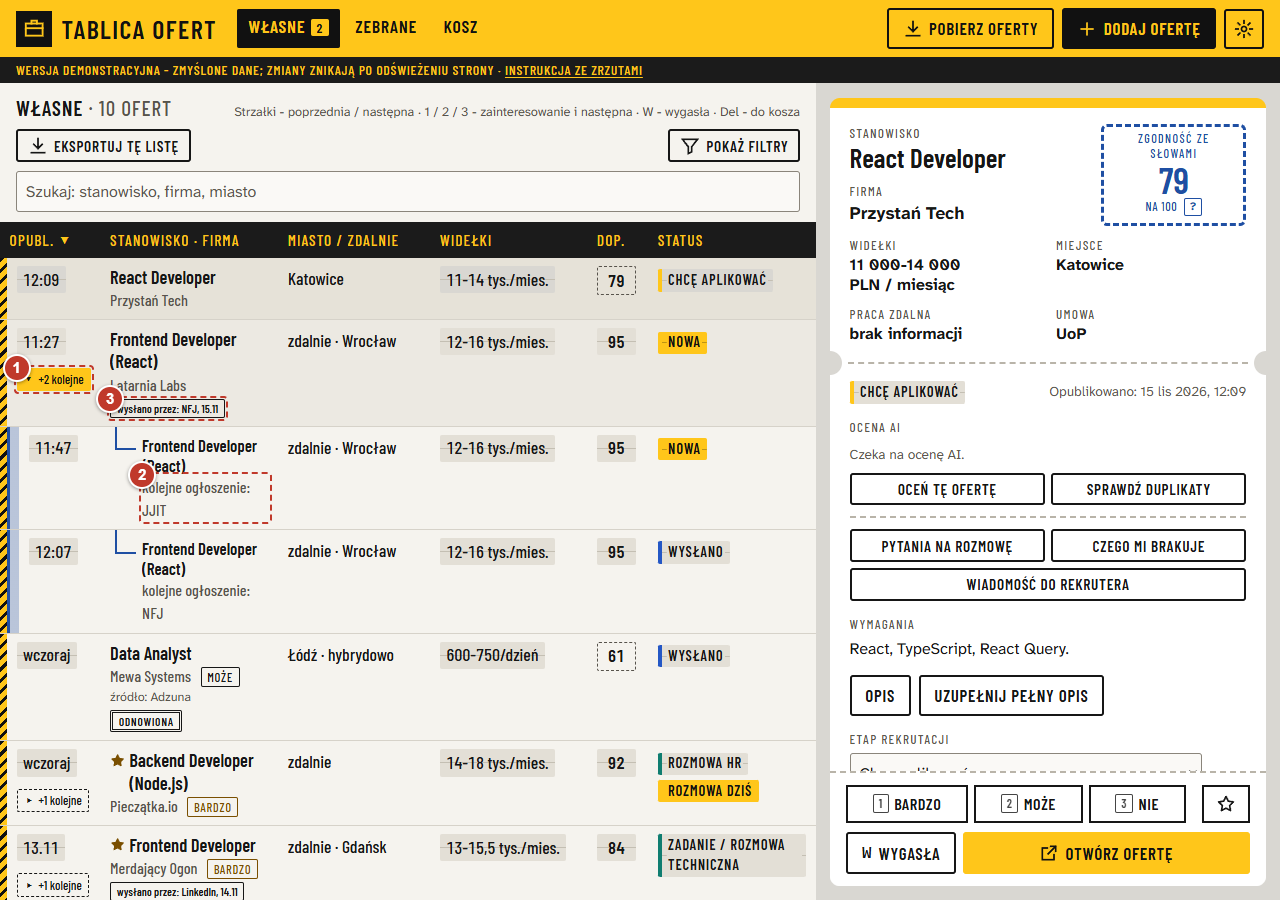 TABLICA OFERT
WŁASNE 2
ZEBRANE
KOSZ
POBIERZ OFERTY
DODAJ OFERTĘ
WERSJA DEMONSTRACYJNA – ZMYŚLONE DANE; ZMIANY ZNIKAJĄ PO ODŚWIEŻENIU STRONY · INSTRUKCJA ZE ZRZUTAMI
WŁASNE · 10 OFERT
Strzałki - poprzednia / następna · 1 / 2 / 3 - zainteresowanie i następna · W - wygasła · Del - do kosza
EKSPORTUJ TĘ LISTĘ
POKAŻ FILTRY
Szukaj: stanowisko, firma, miasto
OPUBL. ▼ STANOWISKO · FIRMA MIASTO / ZDALNIE WIDEŁKI DOP. STATUS
12:09 React Developer Katowice 11-14 tys./mies. 79 CHCĘ APLIKOWAĆ
Przystań Tech
11:27 Frontend Developer zdalnie · Wrocław 12-16 tys./mies. 95 NOWA
(React)
1 +2 kolejne Latarnia Labs
3 wysłano przez: NFJ, 15.11
11:47 Frontend Developer zdalnie · Wrocław 12-16 tys./mies. 95 NOWA
(React)
2 kolejne ogłoszenie:
JJIT
12:07 Frontend Developer zdalnie · Wrocław 12-16 tys./mies. 95 WYSŁANO
(React)
kolejne ogłoszenie:
NFJ
wczoraj Data Analyst Łódź · hybrydowo 600-750/dzień 61 WYSŁANO
Mewa Systems MOŻE
źródło: Adzuna
ODNOWIONA
wczoraj ★ Backend Developer zdalnie 14-18 tys./mies. 92 ROZMOWA HR
(Node.js) ROZMOWA DZIŚ
▸ +1 kolejne Pieczątka.io BARDZO
13.11 ★ Frontend Developer zdalnie · Gdańsk 13-15,5 tys./mies. 84 ZADANIE / ROZMOWA
TECHNICZNA
Merdający Ogon BARDZO
▸ +1 kolejne wysłano przez: LinkedIn, 14.11
STANOWISKO
React Developer
ZGODNOŚĆ ZE
SŁOWAMI
79
NA 100 ?
FIRMA
Przystań Tech
WIDEŁKI MIEJSCE
11 000-14 000 Katowice
PLN / miesiąc
PRACA ZDALNA UMOWA
brak informacji UoP
CHCĘ APLIKOWAĆ Opublikowano: 15 lis 2026, 12:09
OCENA AI
Czeka na ocenę AI.
OCEŃ TĘ OFERTĘ SPRAWDŹ DUPLIKATY
PYTANIA NA ROZMOWĘ CZEGO MI BRAKUJE
WIADOMOŚĆ DO REKRUTERA
WYMAGANIA
React, TypeScript, React Query.
OPIS UZUPEŁNIJ PEŁNY OPIS
ETAP REKRUTACJI
1 BARDZO 2 MOŻE 3 NIE
W WYGASŁA OTWÓRZ OFERTĘ